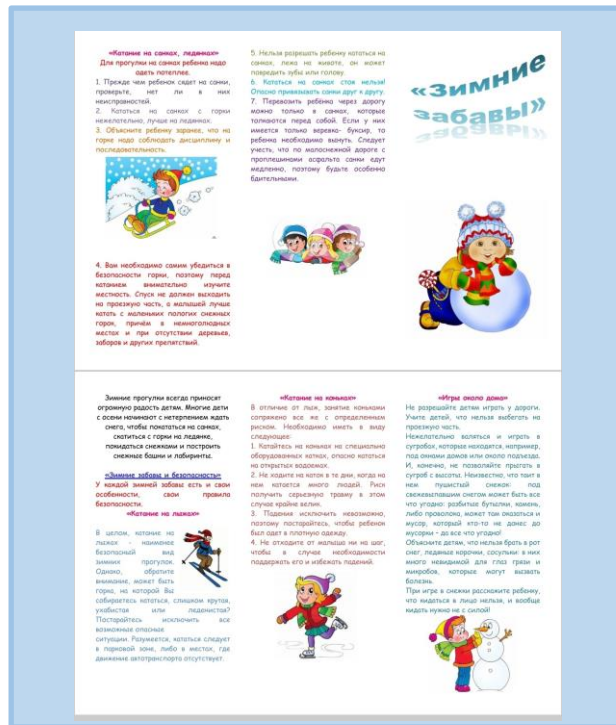 «Катание на санках, ледянках»
Для прогулки на санках ребенка надо
одеть потеплее.
1. Прежде чем ребенок сядет на санки,
проверьте, нет ли в них
неисправностей.
2. Кататься на санках с горки
нежелательно, лучше на ледянках.
3. Объясните ребенку заранее, что на
горке надо соблюдать дисциплину и
последовательность.
4. Вам необходимо самим убедиться в
безопасности горки, поэтому перед
катанием внимательно изучите
местность. Спуск не должен выходить
на проезжую часть, а малышей лучше
катать с маленьких пологих снежных
горок, причём в немноголюдных
местах и при отсутствии деревьев,
заборов и других препятствий.
5. Нельзя разрешать ребенку кататься на
санках, лежа на животе, он может
повредить зубы или голову.
6. Кататься на санках стоя нельзя!
Опасно привязывать санки друг к другу.
7. Перевозить ребёнка через дорогу
можно только в санках, которые
толкаются перед собой. Если у них
имеется только веревка- буксир, то
ребенка необходимо вынуть. Следует
учесть, что по малоснежной дороге с
проплешинами асфальта санки едут
медленно, поэтому будьте особенно
бдительными.
«Зимние
забавы»
Зимние прогулки всегда приносят
огромную радость детям. Многие дети
с осени начинают с нетерпением ждать
снега, чтобы покататься на санках,
скатиться с горки на ледянке,
покидаться снежками и построить
снежные башни и лабиринты.
«Зимние забавы и безопасность»
У каждой зимней забавы есть и свои
особенности, свои правила
безопасности.
«Катание на лыжах»
В целом, катание на
лыжах - наименее
безопасный вид
зимних прогулок.
Однако, обратите
внимание, может быть
горка, на которой Вы
собираетесь кататься, слишком крутая,
ухабистая или леденистая?
Постарайтесь исключить все
возможные опасные
ситуации. Разумеется, кататься следует
в парковой зоне, либо в местах, где
движение автотранспорта отсутствует.
«Катание на коньках»
В отличие от лыж, занятие коньками
сопряжено все же с определенным
риском. Необходимо иметь в виду
следующее:
1. Катайтесь на коньках на специально
оборудованных катках, опасно кататься
на открытых водоемах.
2. Не ходите на каток в те дни, когда на
нем катается много людей. Риск
получить серьезную травму в этом
случае крайне велик.
3. Падение исключить невозможно,
поэтому постарайтесь, чтобы ребенок
был одет в плотную одежду.
4. Не отходите от малыша ни на шаг,
чтобы в случае необходимости
поддержать его и избежать падений.
«Игры около дома»
Не разрешайте детям играть у дороги.
Учите детей, что нельзя выбегать на
проезжую часть.
Нежелательно валяться и играть в
сугробах, которые находятся, например,
под окнами домов или около подъезда.
И, конечно, не позволяйте прыгать в
сугроб с высоты. Неизвестно, что таит в
нем пушистый снежок: под
свежевыпавшим снегом может быть все
что угодно: разбитые бутылки, камень,
либо проволока, может там оказаться и
мусор, который кто-то не донес до
мусорки - да все что угодно!
Объясните детям, что нельзя брать в рот
снег, ледяные корочки, сосульки: в них
много невидимой для глаз грязи и
микробов, которые могут вызвать
болезнь.
При игре в снежки расскажите ребенку,
что кидаться в лицо нельзя, и вообще
кидать нужно не с силой!